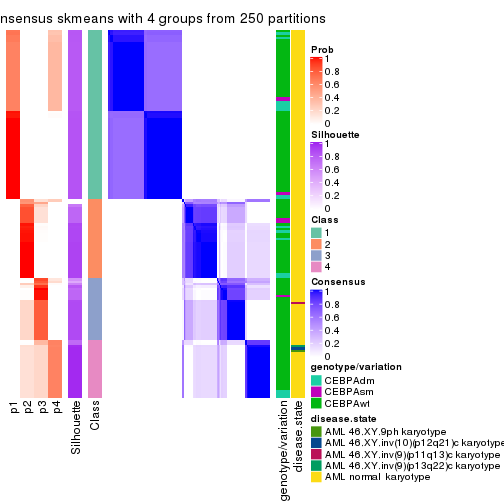 nsensus skmeans with 4 groups from 250 partitions
Prob
1
0.8
0.6
0.4
0.2
0
Silhouette
1
0.8
0.6
0.4
0.2
0
Class
1
2
3
4
Consensus
1
0.8
0.6
0.4
0.2
0
genotype/variation
CEBPAdm
CEBPAsm
CEBPAwt
disease.state
AML 46.XY.9ph karyotype
AML 46.XY.inv(10)(p12q21)c karyotype
AML 46.XY.inv(9)(p11q13)c karyotype
AML 46.XY.inv(9)(p13q22)c karyotype
AML normal karyotype
p1
p2
p3
p4
Silhouette
Class
genotype/variation
disease.state